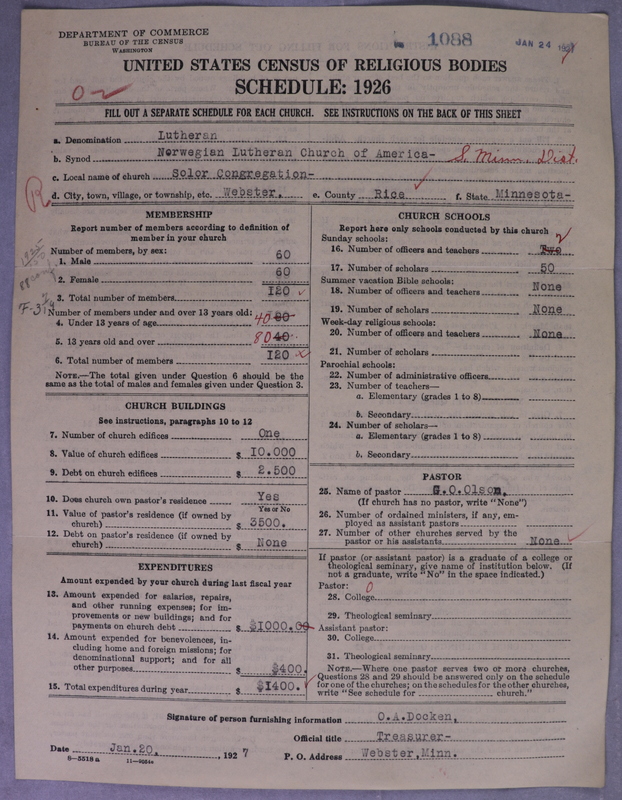 DEPARTMENT OF COMMERCE
BUREAU OF THE CENSUS
WASHINGTON
1088
JAN 24 1927
UNITED STATES CENSUS OF RELIGIOUS BODIES
SCHEDULE: 1926
FILL OUT A SEPARATE SCHEDULE FOR EACH CHURCH. SEE INSTRUCTIONS ON THE BACK OF THIS SHEET
a. Denomination Lutheran
b. Synod Norwegian Lutheran Church of America- S. Minn. Dist.
c. Local name of church Solor Congregation-
R
d. City, town, village, or township, etc. Webster. e. County Rice f. State Minnesota-
MEMBERSHIP
Report number of members according to definition of
member in your church
Number of members, by sex:
1. Male 60
2. Female 60
3. Total number of members 120
F-37
Number of members under and over 13 years old:
4. Under 13 years of age 40 80
5. 13 years old and over 80 40
6. Total number of members 120
NOTE.—The total given under Question 6 should be
same as the total of males and females given under Question 3.
CHURCH BUILDINGS
See instructions, paragraphs 10 to 12
7. Number of church edifices One
8. Value of church edifices $ 10.000
9. Debt on church edifices $ 2.500
10. Does church own pastor's residence Yes
Yes or No
11. Value of pastor's residence (if owned by
church) $ 3500.
12. Debt on pastor's residence (if owned by
church) $ None
EXPENDITURES
Amount expended by your church during last fiscal year
13. Amount expended for salaries, repairs,
and other running expenses; for im-
provements or new buildings; and for
payments on church debt $ $1000.00
14. Amount expended for benevolences, in-
cluding home and foreign missions; for
denominational support; and for all
other purposes $ $400.
15. Total expenditures during year $ $1400.
CHURCH SCHOOLS
Report here only schools conducted by this church
Sunday schools:
16. Number of officers and teachers Two 2
17. Number of scholars 50
Summer vacation Bible schools:
18. Number of officers and teachers None
19. Number of scholars None
Week-day religious schools:
20. Number of officers and teachers None
21. Number of scholars
Parochial schools:
22. Number of administrative officers
23. Number of teachers—
a. Elementary (grades 1 to 8)
b. Secondary
24. Number of scholars—
a. Elementary (grades 1 to 8)
b. Secondary
PASTOR
25. Name of pastor G.O.Olson.
(If church has no pastor, write "None")
26. Number of ordained ministers, if any, em-
ployed as assistant pastors
27. Number of other churches served by the
pastor or his assistants None
If pastor (or assistant pastor) is a graduate of a college or
theological seminary, give name of institution below. (If
not a graduate, write "No" in the space indicated.)
Pastor:
28. College 0
29. Theological seminary
Assistant pastor:
30. College
31. Theological seminary
NOTE.—Where one pastor serves two or more churches,
Questions 28 and 29 should be answered only on the schedule
for one of the churches; on the schedules for the other churches,
write "See schedule for church."
Signature of person furnishing information O.A.Docken,
Official title Treasurer-
Date Jan.20, , 1927 P. O. Address Webster,Minn.
8—5518 a